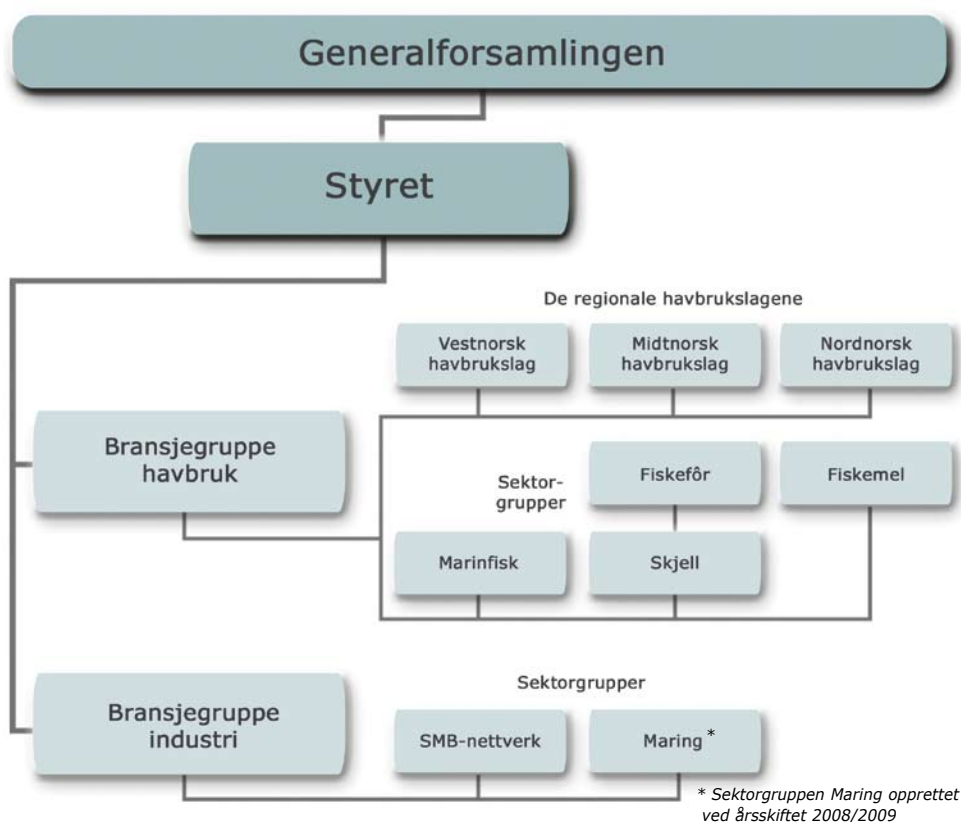 Generalforsamlingen
Styret
De regionale havbrukslagene
Vestnorsk
havbrukslag
Midtnorsk
havbrukslag
Nordnorsk
havbrukslag
Bransjegruppe
havbruk
Sektor-
grupper
Fiskefôr
Fiskemel
Marinfisk
Skjell
Sektorgrupper
Bransjegruppe
industri
SMB-nettverk
Maring *
* Sektorgruppen Maring opprettet
ved årsskiftet 2008/2009